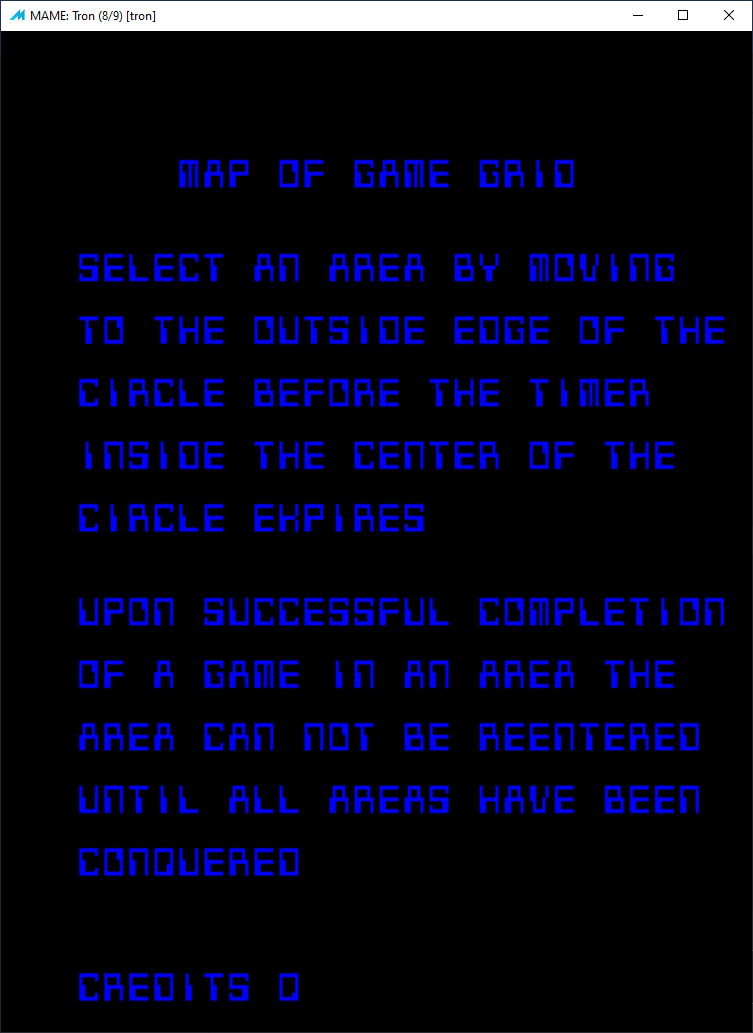 MAME: Tron (8/9) [tron]
MAP OF GAME GRID
SELECT AN AREA BY MOVING
TO THE OUTSIDE EDGE OF THE
CIRCLE BEFORE THE TIMER
INSIDE THE CENTER OF THE
CIRCLE EXPIRES
UPON SUCCESSFUL COMPLETION
OF A GAME IN AN AREA THE
AREA CAN NOT BE REENTERED
UNTIL ALL AREAS HAVE BEEN
CONQUERED
CREDITS 0